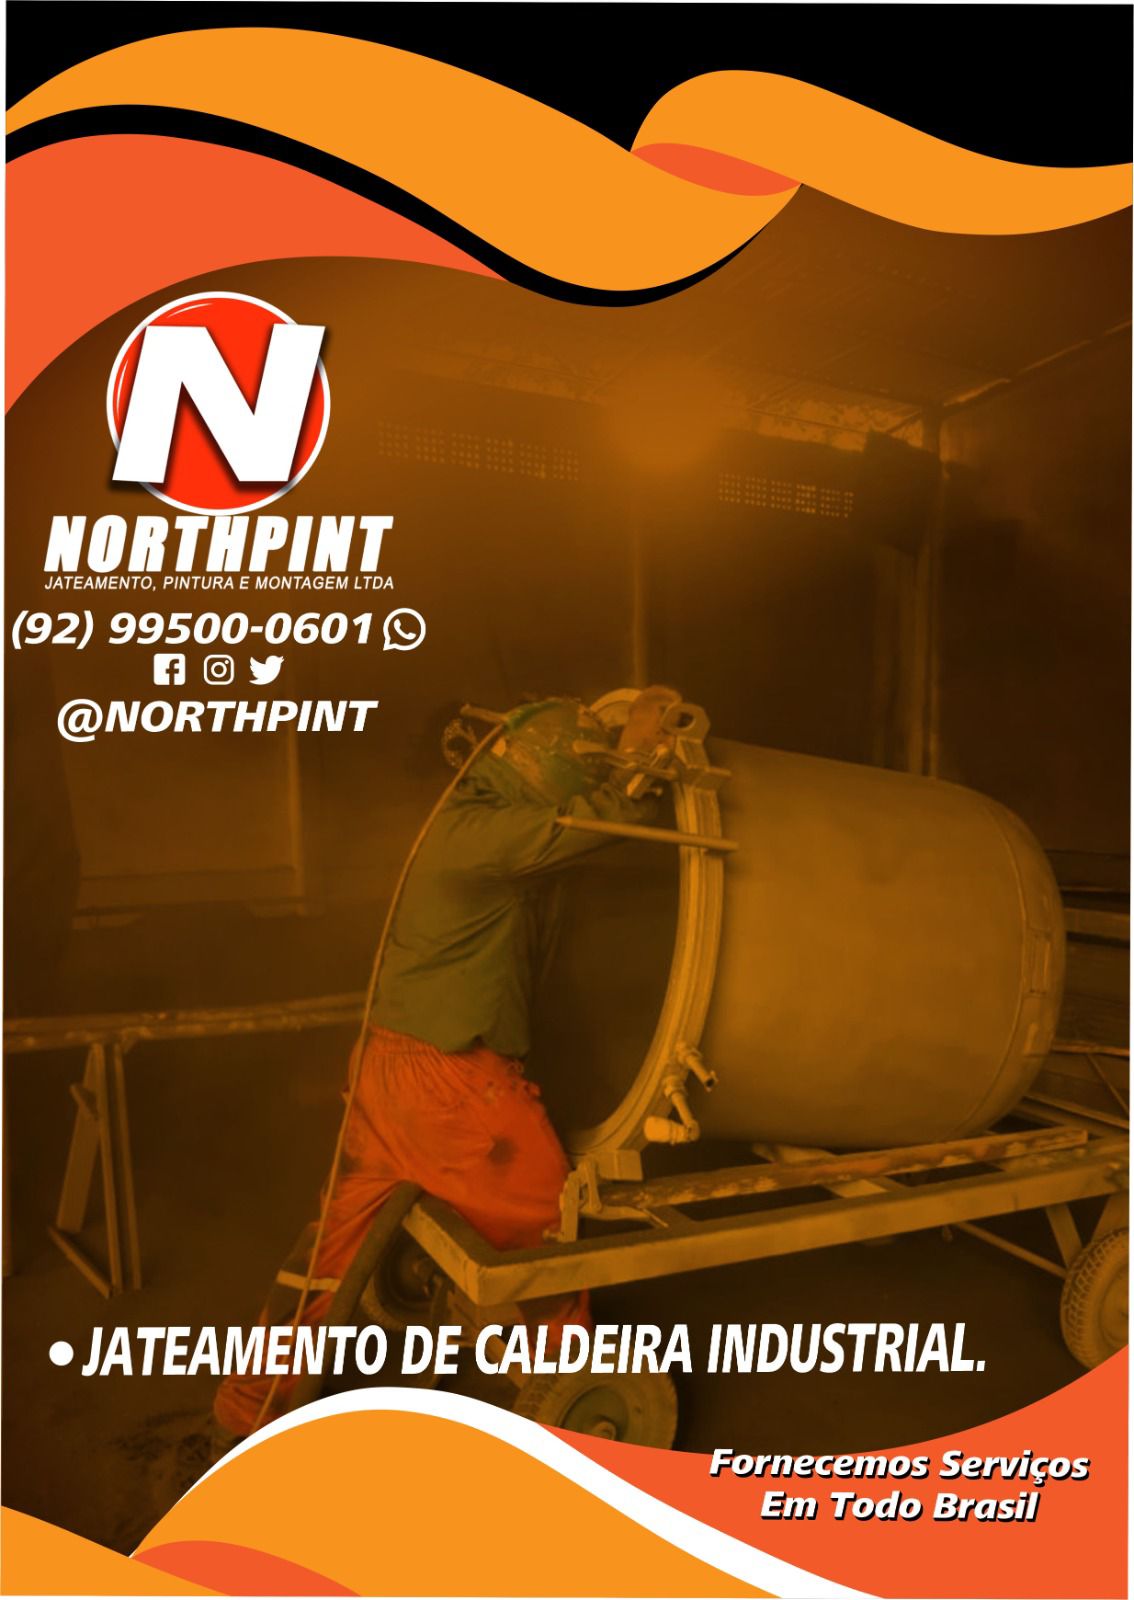 N
NORTHPINT
JATEAMENTO, PINTURA E MONTAGEM LTDA
(92) 99500-0601
@NORTHPINT
• JATEAMENTO DE CALDEIRA INDUSTRIAL.
Fornecemos Serviços
Em Todo Brasil